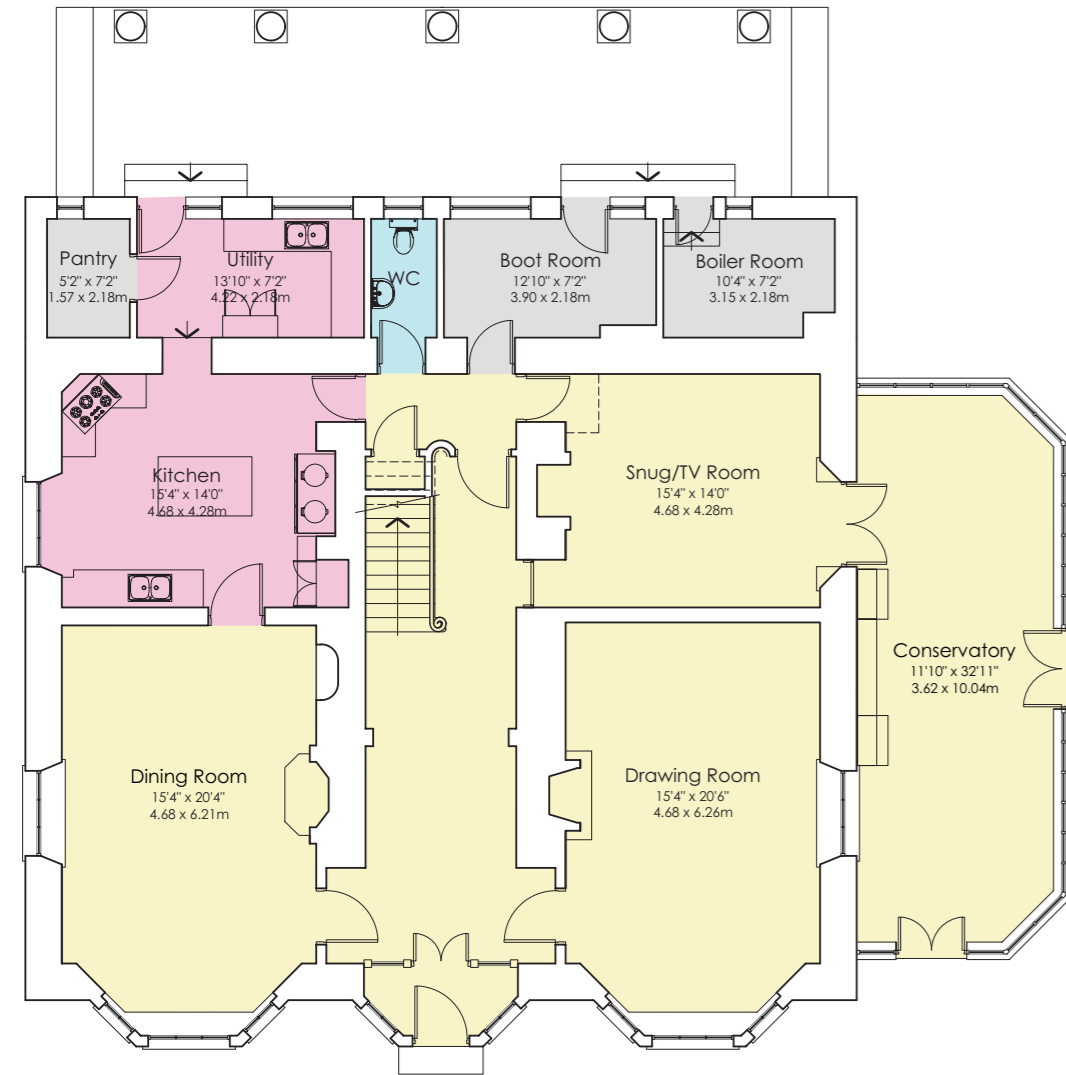 Pantry
5'2" x 7'2"
1.57 x 2.18m
Utility
13'10" x 7'2"
4.22 x 2.18m
WC
Boot Room
12'10" x 7'2"
3.90 x 2.18m
Boiler Room
10'4" x 7'2"
3.15 x 2.18m
Kitchen
15'4" x 14'0"
4.68 x 4.28m
Snug/TV Room
15'4" x 14'0"
4.68 x 4.28m
Conservatory
11'10" x 32'11"
3.62 x 10.04m
Dining Room
15'4" x 20'4"
4.68 x 6.21m
Drawing Room
15'4" x 20'6"
4.68 x 6.26m